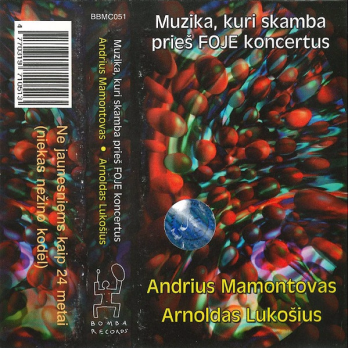 Muzika, kuri skamba
prieš FOJE koncertus
Andrius Mamontovas
Arnoldas Lukošius
BBMC051
Muzika, kuri skamba prieš FOJE koncertus
Andrius Mamontovas • Arnoldas Lukošius
BOMBA
RECORDS
Ne jaunesniems kaip 24 metai
(niekas nežino kodėl)